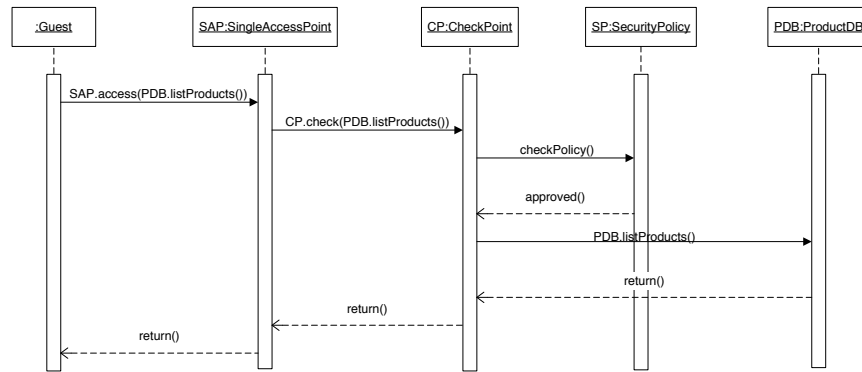 :Guest
SAP:SingleAccessPoint
CP:CheckPoint
SP:SecurityPolicy
PDB:ProductDB
SAP.access(PDB.listProducts())
CP.check(PDB.listProducts())
checkPolicy()
approved()
PDB.listProducts()
return()
return()
return()